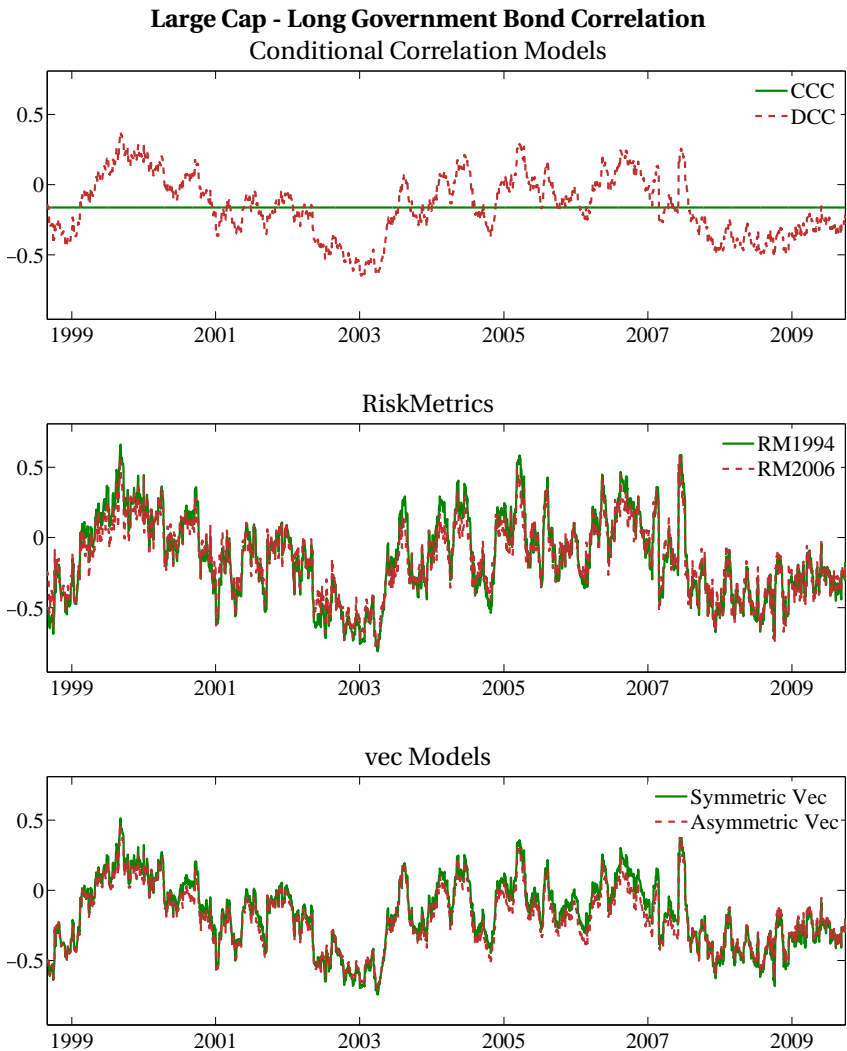 Large Cap - Long Government Bond Correlation
Conditional Correlation Models
CCC
DCC
0.5
0
−0.5
1999 2001 2003 2005 2007 2009
RiskMetrics
RM1994
RM2006
0.5
0
−0.5
1999 2001 2003 2005 2007 2009
vec Models
Symmetric Vec
Asymmetric Vec
0.5
0
−0.5
1999 2001 2003 2005 2007 2009